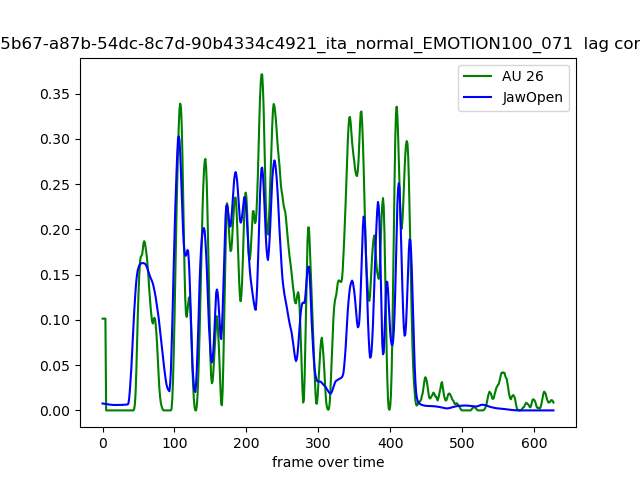 5b67-a87b-54dc-8c7d-90b4334c4921_ita_normal_EMOTION100_071 lag cor
AU 26
JawOpen
0.35
0.30
0.25
0.20
0.15
0.10
0.05
0.00
0 100 200 300 400 500 600
frame over time